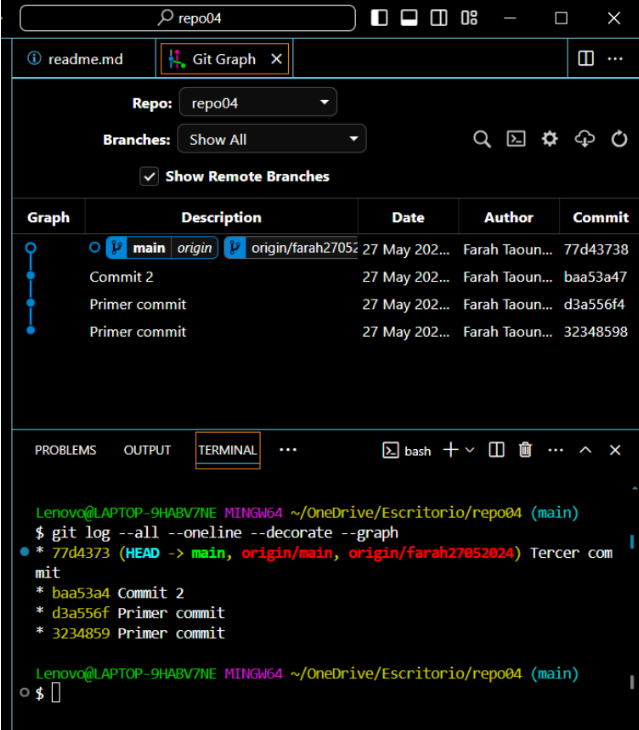 repo04
readme.md Git Graph
Repo: repo04
Branches: Show All
Show Remote Branches
Graph Description Date Author Commit
main origin origin/farah27052 27 May 202... Farah Taoun... 77d43738
Commit 2 27 May 202... Farah Taoun... baa53a47
Primer commit 27 May 202... Farah Taoun... d3a556f4
Primer commit 27 May 202... Farah Taoun... 32348598
PROBLEMS OUTPUT TERMINAL ... bash
Lenovo@LAPTOP-9HABV7NE MINGW64 ~/OneDrive/Escritorio/repo04 (main)
$ git log --all --oneline --decorate --graph
* 77d4373 (HEAD -> main, origin/main, origin/farah27052024) Tercer com
mit
* baa53a4 Commit 2
* d3a556f Primer commit
* 3234859 Primer commit
Lenovo@LAPTOP-9HABV7NE MINGW64 ~/OneDrive/Escritorio/repo04 (main)
$